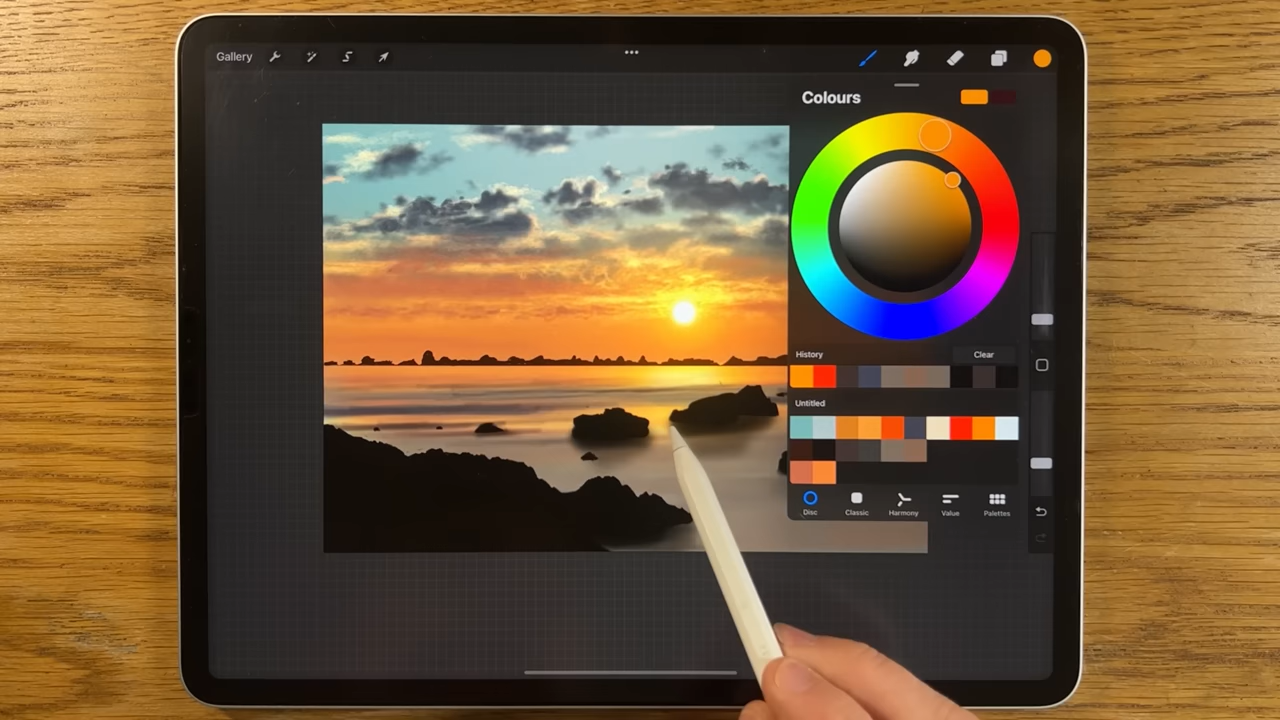 Gallery
Colours
History
Clear
Untitled
Disc
Classic
Harmony
Value
Palettes